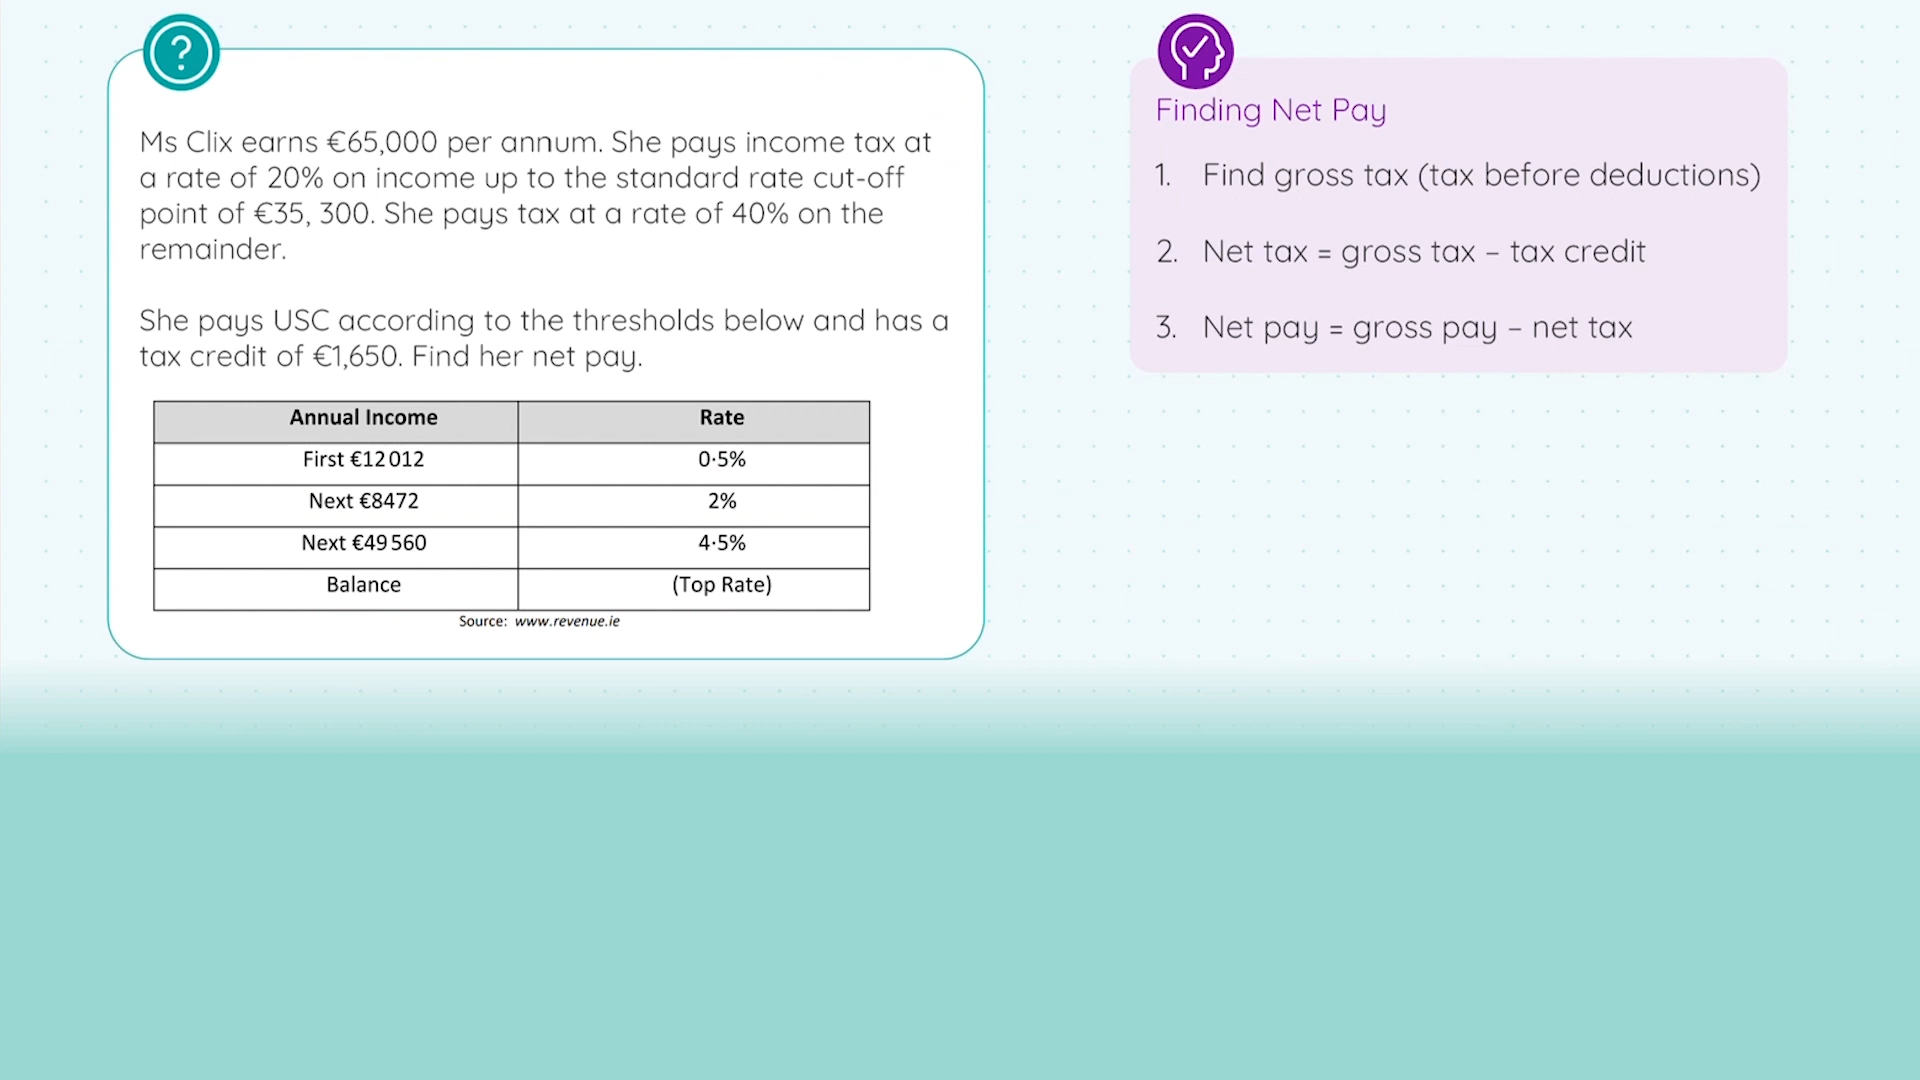 ?
Ms Clix earns €65,000 per annum. She pays income tax at
a rate of 20% on income up to the standard rate cut-off
point of €35, 300. She pays tax at a rate of 40% on the
remainder.
She pays USC according to the thresholds below and has a
tax credit of €1,650. Find her net pay.
Annual Income Rate
First €12 012 0·5%
Next €8472 2%
Next €49 560 4·5%
Balance (Top Rate)
Source: www.revenue.ie
Finding Net Pay
1. Find gross tax (tax before deductions)
2. Net tax = gross tax – tax credit
3. Net pay = gross pay – net tax